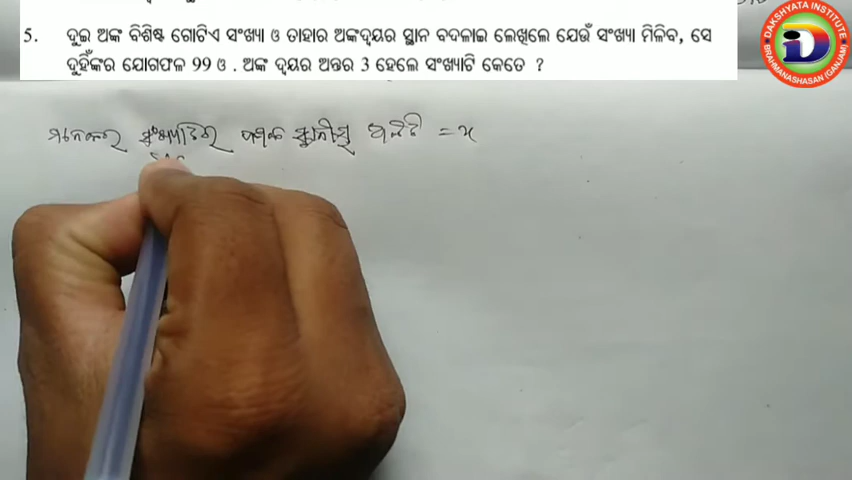 5. ଦୁଇ ଅଙ୍କ ବିଶିଷ୍ଟ ଗୋଟିଏ ସଂଖ୍ୟା ଓ ତାହାର ଅଙ୍କଦ୍ୱୟର ସ୍ଥାନ ବଦଳାଇ ଲେଖିଲେ ଯେଉଁ ସଂଖ୍ୟା ମିଳିବ, ସେ
ଦୁହିଁଙ୍କର ଯୋଗଫଳ 99 ଓ . ଅଙ୍କ ଦ୍ୱୟର ଅନ୍ତର 3 ହେଲେ ସଂଖ୍ୟାଟି କେତେ ?
ମନେକର ସଂଖ୍ୟାଟିର ଦଶକ ସ୍ଥାନୀୟ ଅଙ୍କଟି = x
DAKSHYATA INSTITUTE
BRAHMANASHASAN (GANJAM)